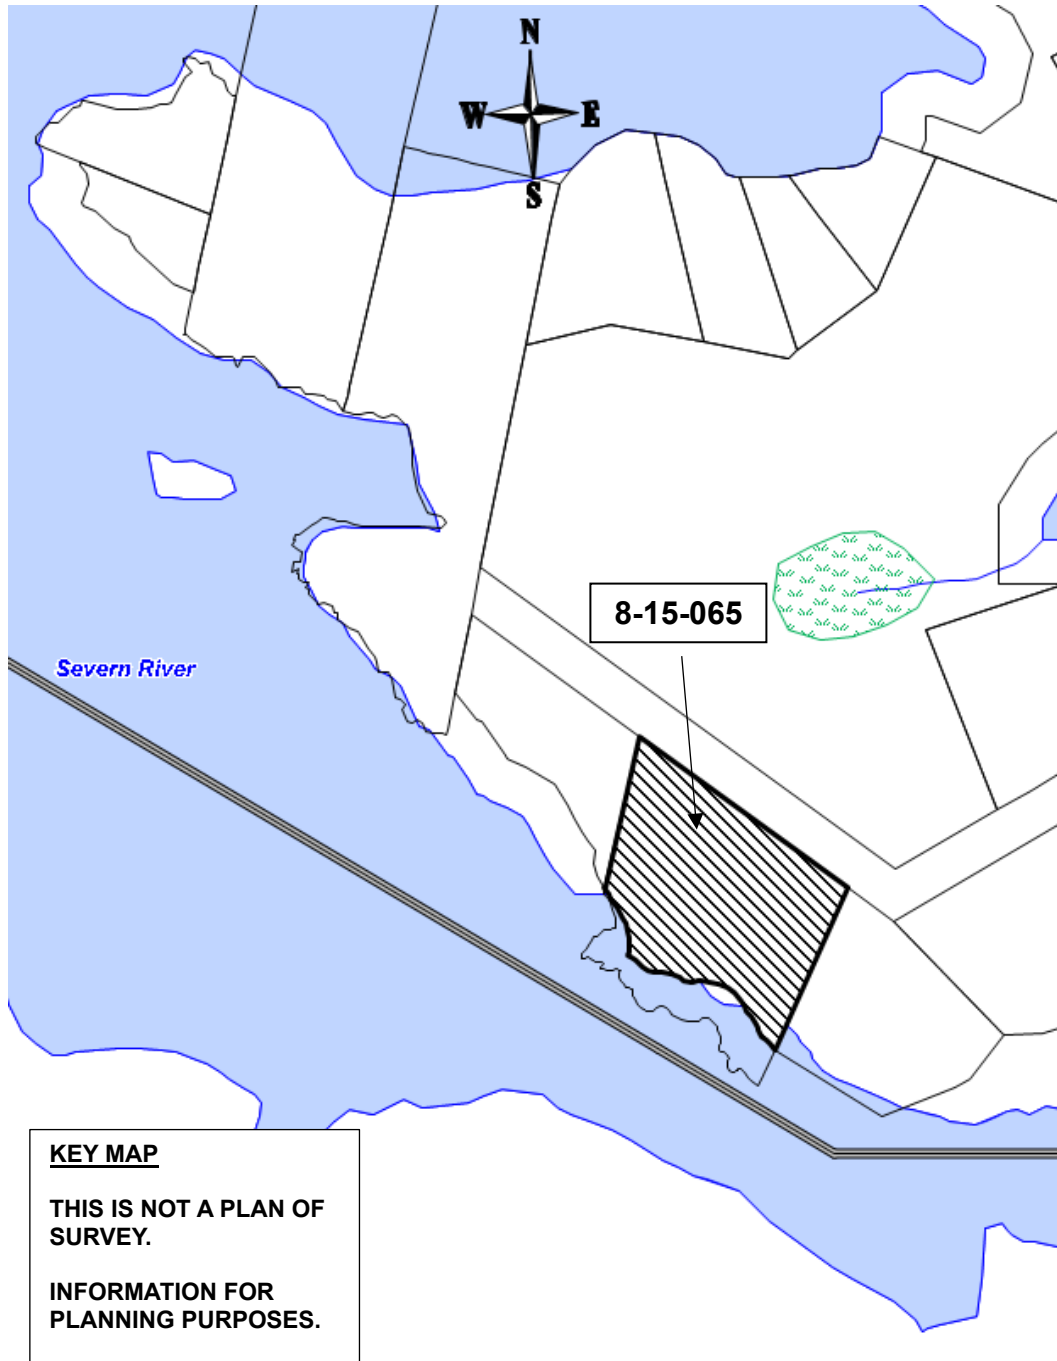 N
W E
S
8-15-065
Severn River
KEY MAP
THIS IS NOT A PLAN OF
SURVEY.
INFORMATION FOR
PLANNING PURPOSES.